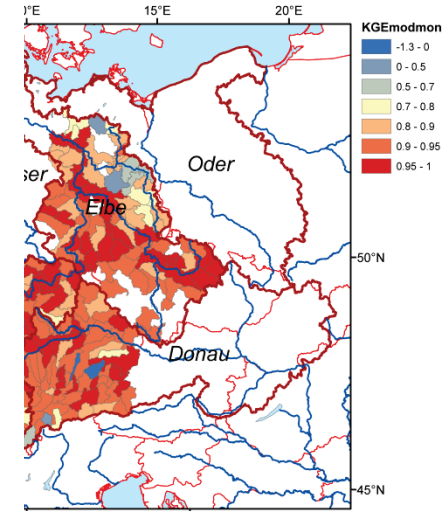 0°E
15°E
20°E
KGEmodmon
-1.3 - 0
0 - 0.5
0.5 - 0.7
0.7 - 0.8
0.8 - 0.9
0.9 - 0.95
0.95 - 1
Oder
ser
Elbe
50°N
Donau
45°N